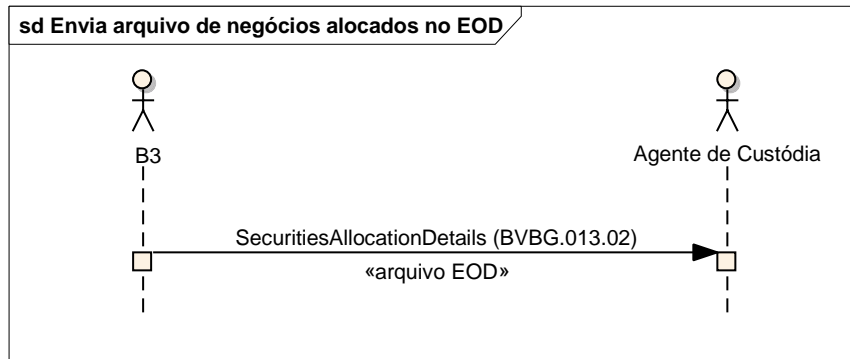 sd Envia arquivo de negócios alocados no EOD
B3
Agente de Custódia
SecuritiesAllocationDetails (BVBG.013.02)
«arquivo EOD»